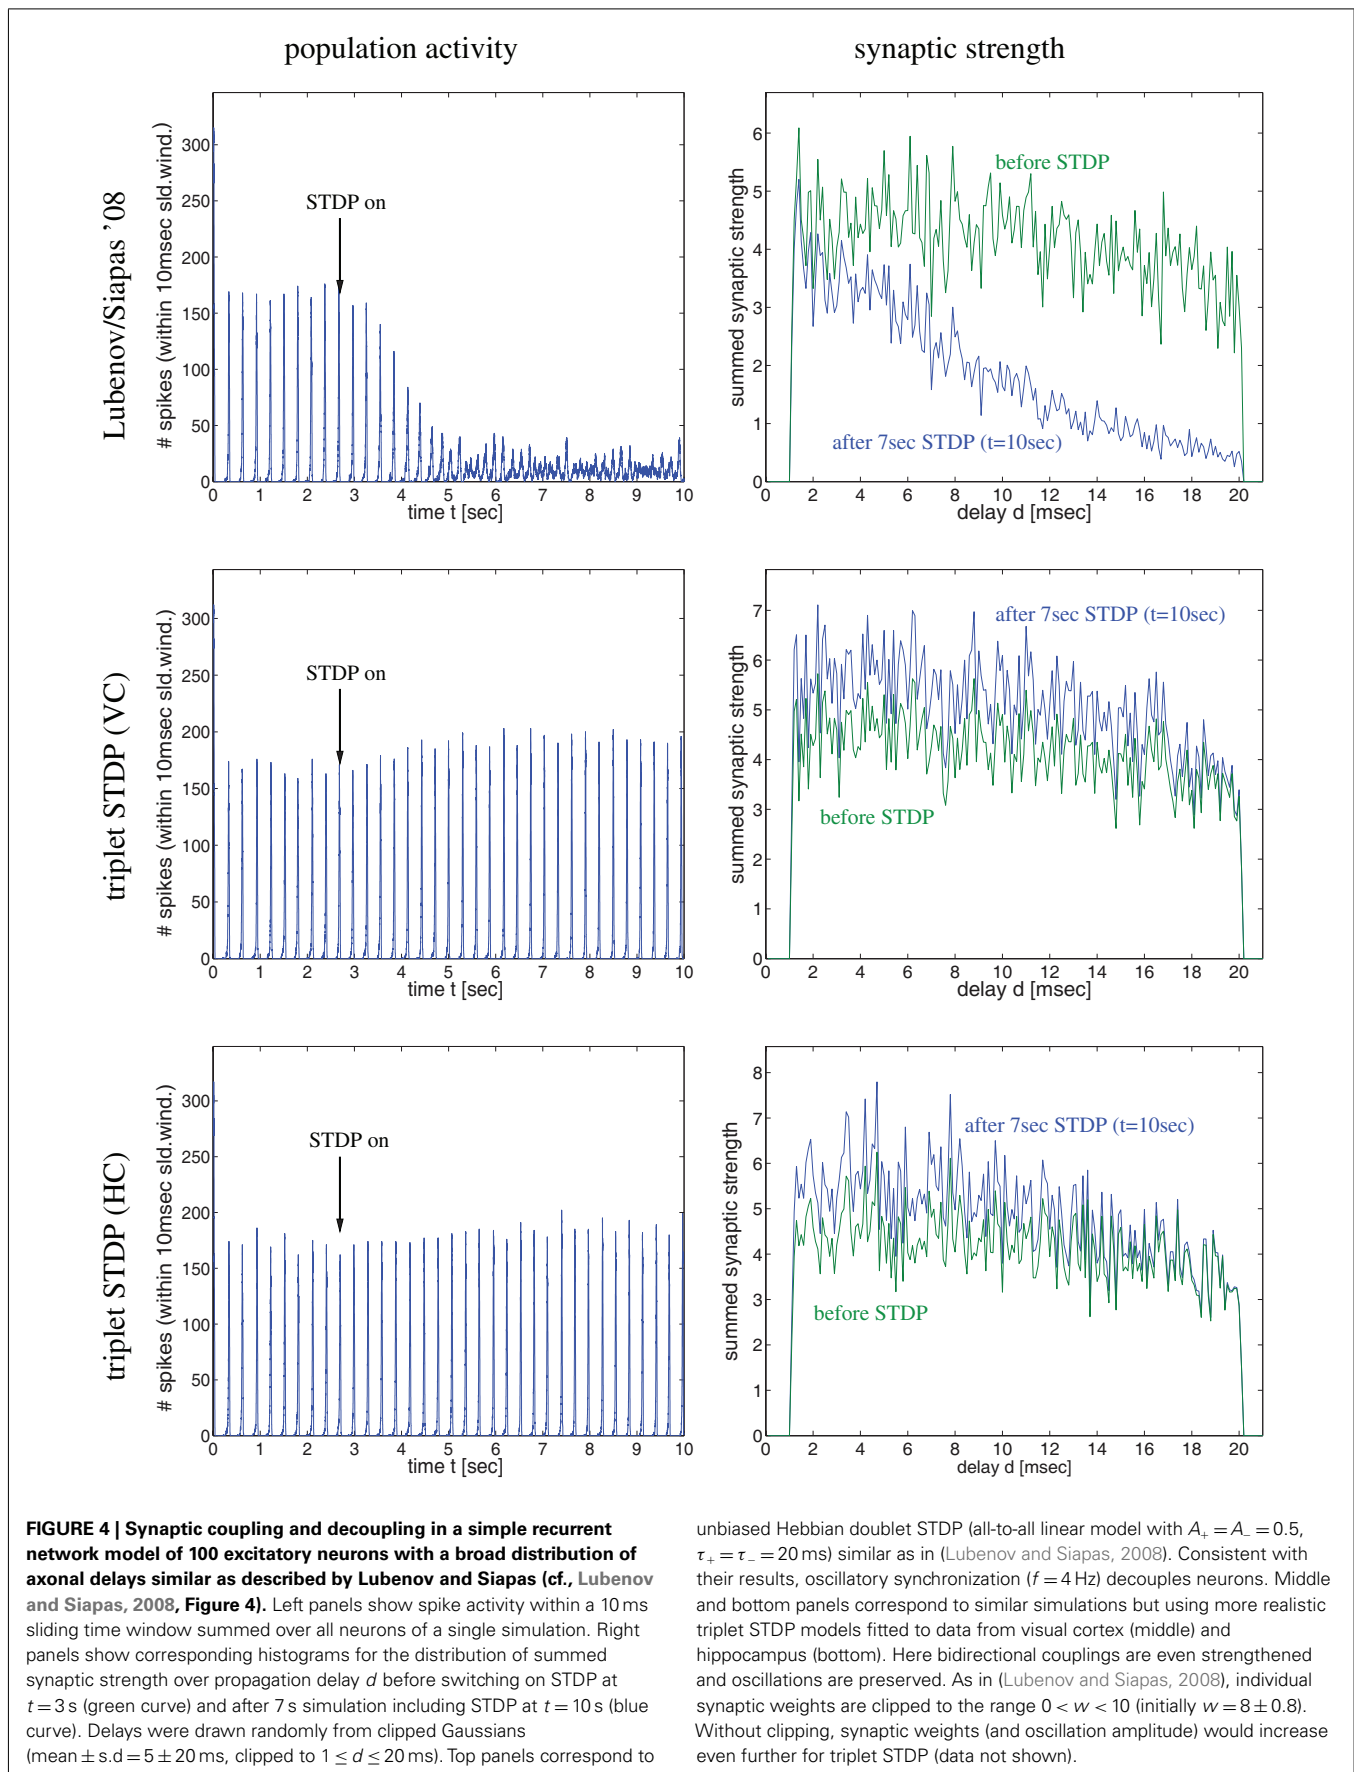 population activity
synaptic strength
Lubenov/Siapas '08
# spikes (within 10msec sld.wind.)
300
250
200
150
100
50
0
STDP on
0 1 2 3 4 5 6 7 8 9 10
time t [sec]
summed synaptic strength
6
5
4
3
2
1
0
before STDP
after 7sec STDP (t=10sec)
0 2 4 6 8 10 12 14 16 18 20
delay d [msec]
triplet STDP (VC)
# spikes (within 10msec sld.wind.)
300
250
200
150
100
50
0
STDP on
0 1 2 3 4 5 6 7 8 9 10
time t [sec]
summed synaptic strength
7
6
5
4
3
2
1
0
after 7sec STDP (t=10sec)
before STDP
0 2 4 6 8 10 12 14 16 18 20
delay d [msec]
triplet STDP (HC)
# spikes (within 10msec sld.wind.)
300
250
200
150
100
50
0
STDP on
0 1 2 3 4 5 6 7 8 9 10
time t [sec]
summed synaptic strength
8
7
6
5
4
3
2
1
0
after 7sec STDP (t=10sec)
before STDP
0 2 4 6 8 10 12 14 16 18 20
delay d [msec]
FIGURE 4 | Synaptic coupling and decoupling in a simple recurrent
network model of 100 excitatory neurons with a broad distribution of
axonal delays similar as described by Lubenov and Siapas (cf., Lubenov
and Siapas, 2008, Figure 4). Left panels show spike activity within a 10 ms
sliding time window summed over all neurons of a single simulation. Right
panels show corresponding histograms for the distribution of summed
synaptic strength over propagation delay d before switching on STDP at
t = 3 s (green curve) and after 7 s simulation including STDP at t = 10 s (blue
curve). Delays were drawn randomly from clipped Gaussians
(mean ± s.d = 5 ± 20 ms, clipped to 1 ≤ d ≤ 20 ms). Top panels correspond to
unbiased Hebbian doublet STDP (all-to-all linear model with A₊ = A₋ = 0.5,
τ₊ = τ₋ = 20 ms) similar as in (Lubenov and Siapas, 2008). Consistent with
their results, oscillatory synchronization (f = 4 Hz) decouples neurons. Middle
and bottom panels correspond to similar simulations but using more realistic
triplet STDP models fitted to data from visual cortex (middle) and
hippocampus (bottom). Here bidirectional couplings are even strengthened
and oscillations are preserved. As in (Lubenov and Siapas, 2008), individual
synaptic weights are clipped to the range 0 < w < 10 (initially w = 8 ± 0.8).
Without clipping, synaptic weights (and oscillation amplitude) would increase
even further for triplet STDP (data not shown).